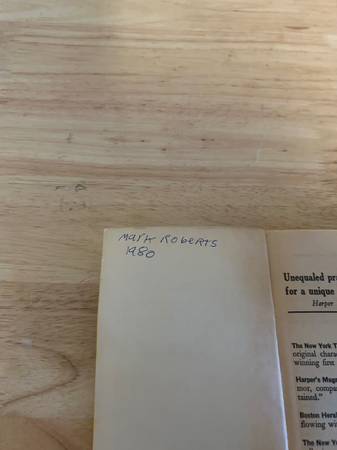 Mark Roberts
1980
Unequaled pr
for a unique
Harper
The New York T
original chara
winning first
Harper's Maga
mor, compa
tained."
Boston Heral
flowing wi
The New Yo